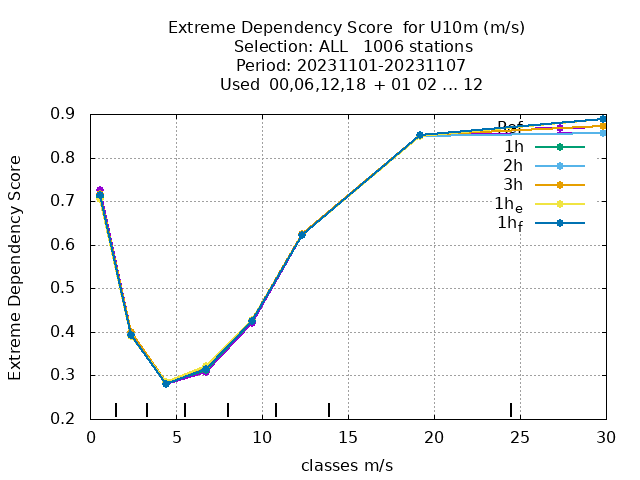 Extreme Dependency Score  for U10m (m/s)
Selection: ALL   1006 stations
Period: 20231101-20231107
Used  00,06,12,18  + 01 02 ... 12
Extreme Dependency Score
0.9
0.8
0.7
0.6
0.5
0.4
0.3
0.2
Ref
1h
2h
3h
1he
1hf
0 5 10 15 20 25 30
classes m/s